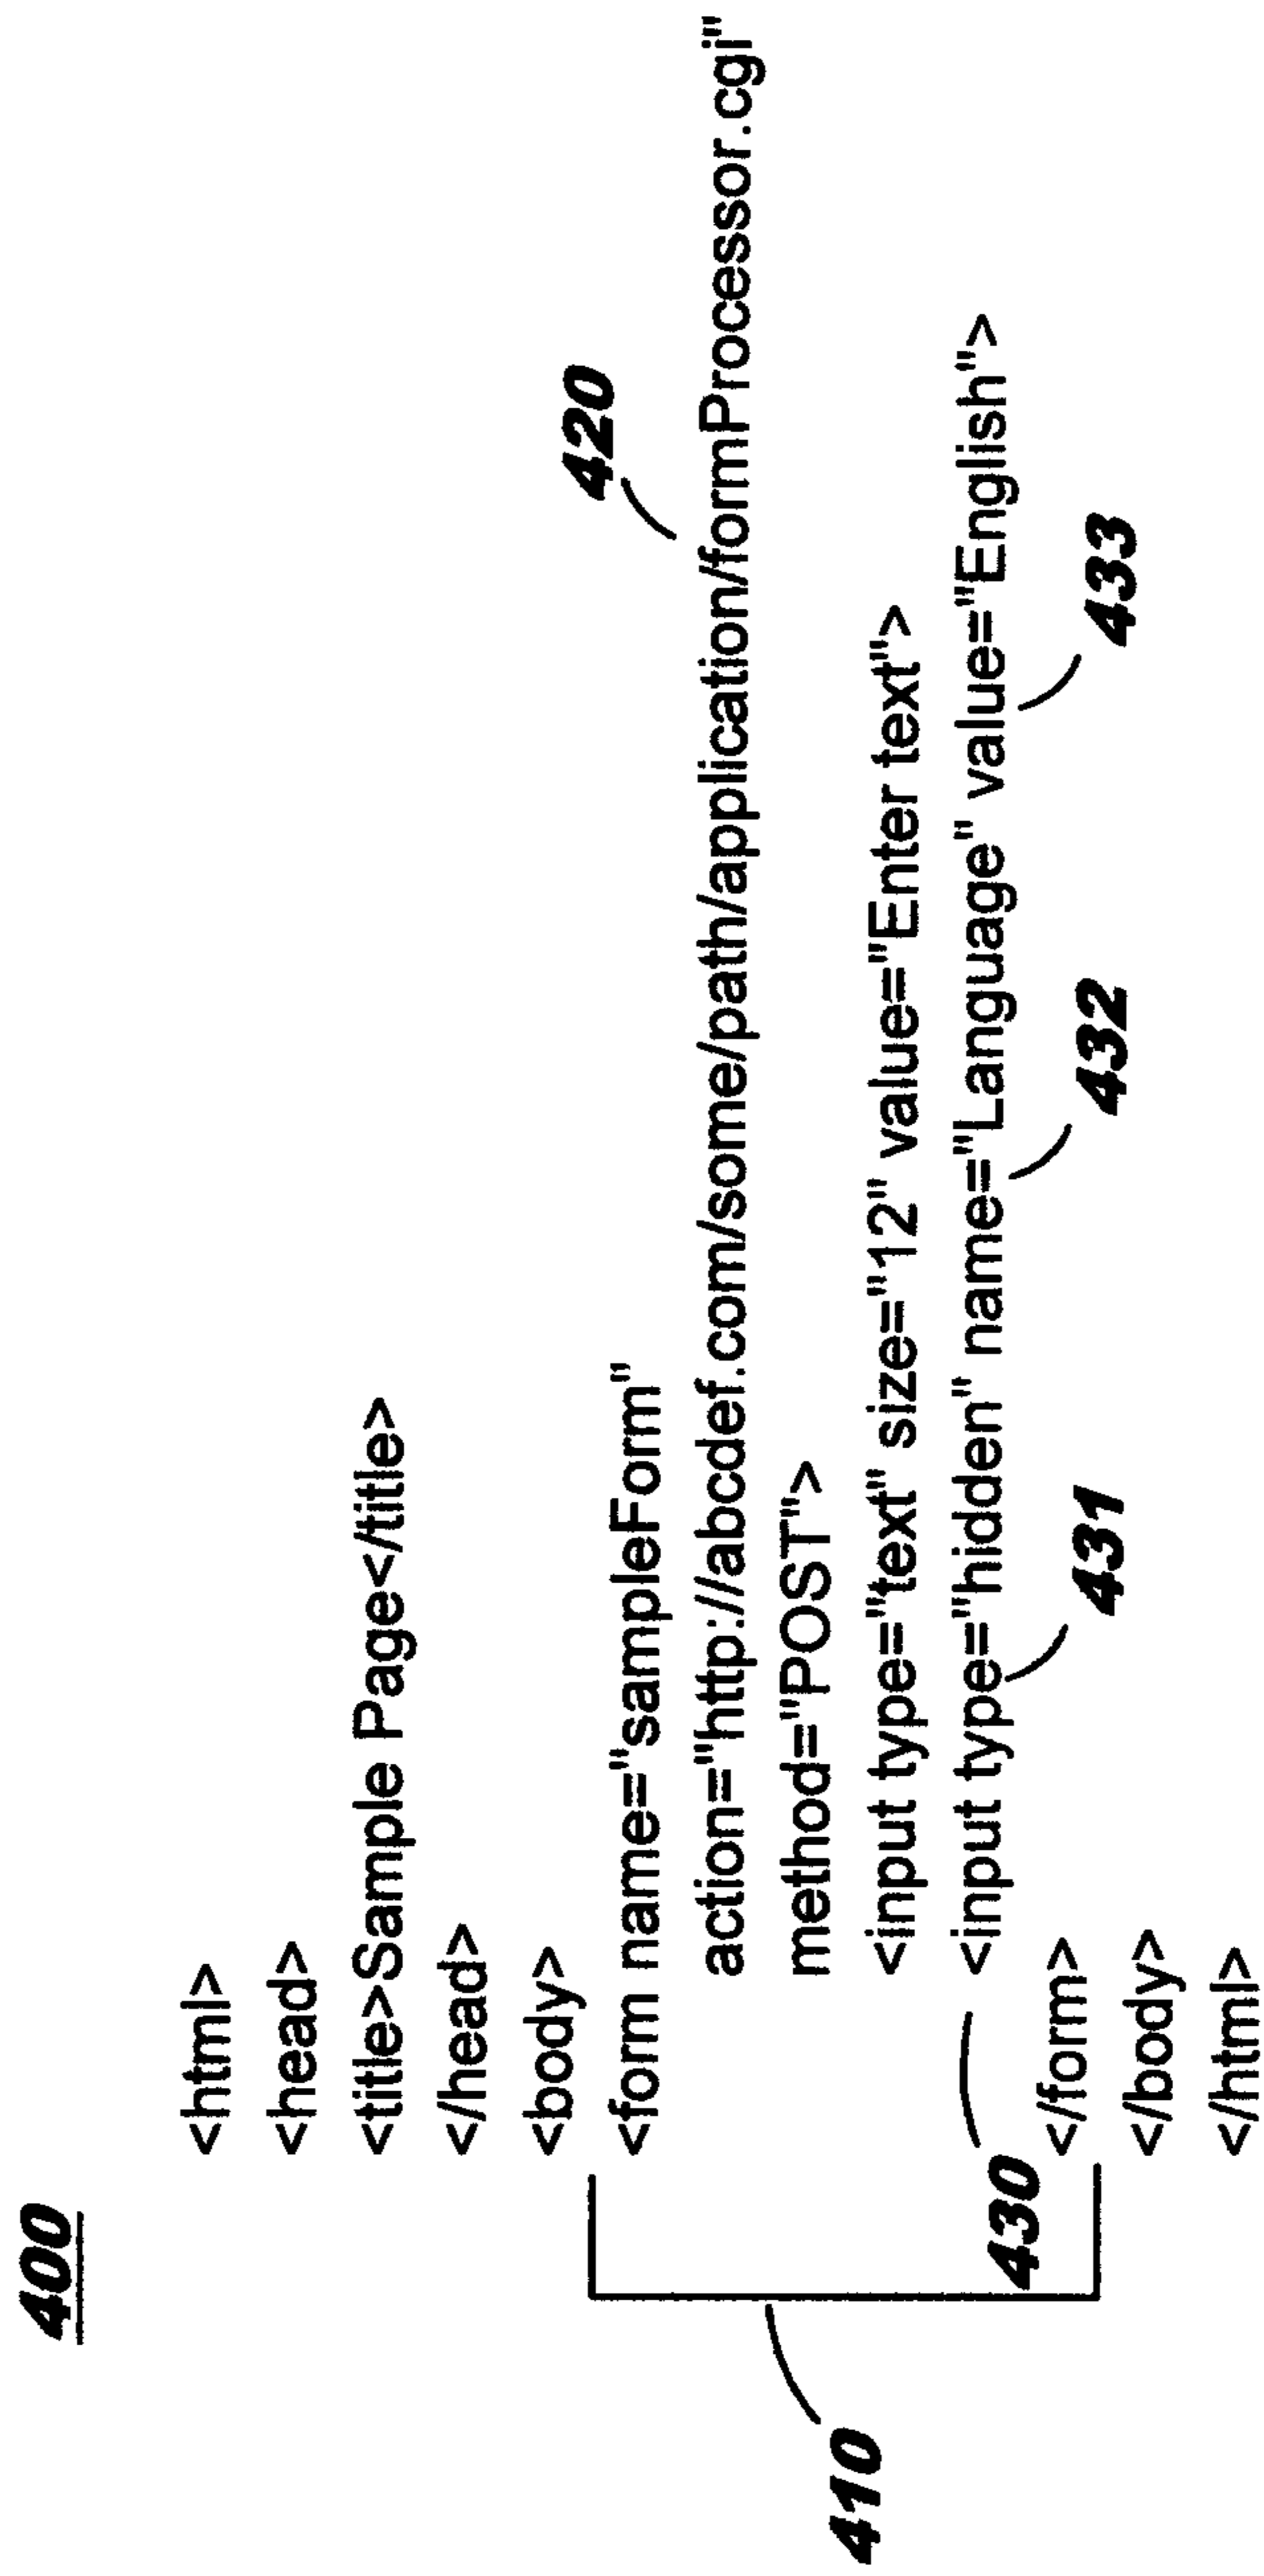 400
<html>
<head>
<title>Sample Page</title>
</head>
<body>
<form name="sampleForm"
420
action="http://abcdef.com/some/path/application/formProcessor.cgi"
method="POST">
410
<input type="text" size="12" value="Enter text">
430
<input type="hidden" name="Language" value="English">
431 432 433
</form>
</body>
</html>